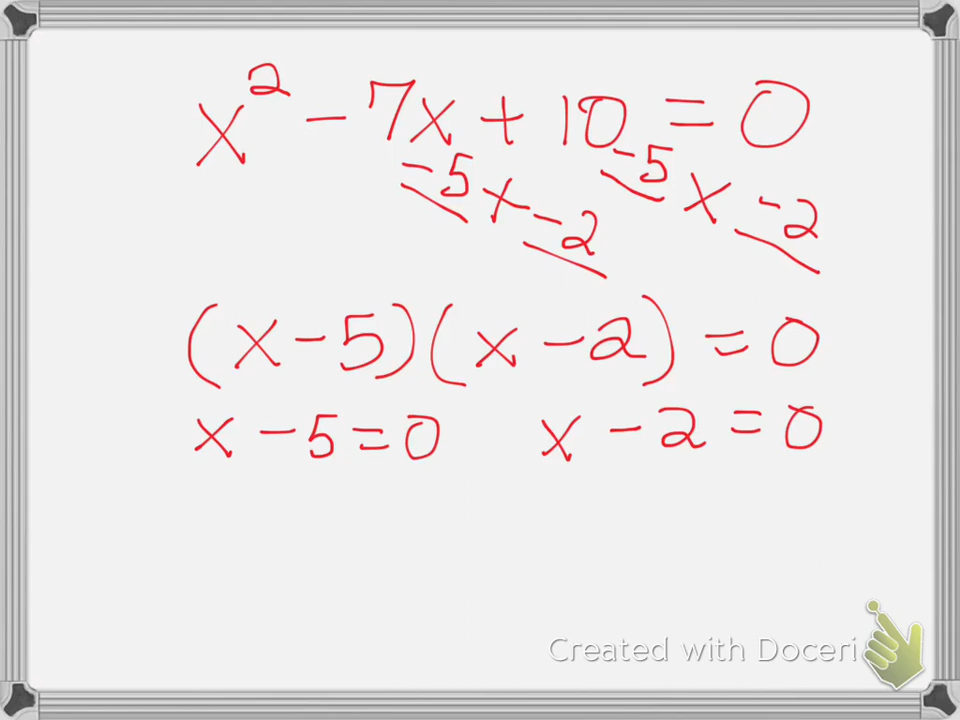 x² - 7x + 10 = 0
-5 x -2 -5 x -2
(x - 5)(x - 2) = 0
x - 5 = 0 x - 2 = 0
Created with Doceri